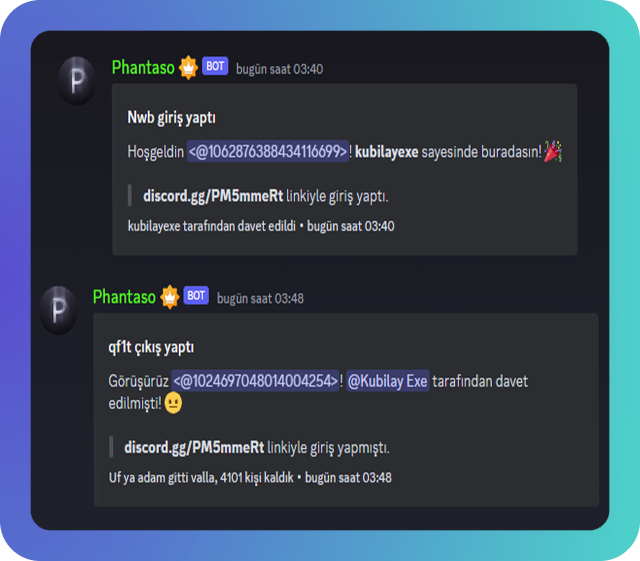 P
Phantaso BOT bugün saat 03:40
Nwb giriş yaptı
Hoşgeldin <@1062876388434116699>! kubilayexe sayesinde buradasın! 🎉
discord.gg/PM5mmeRt linkiyle giriş yaptı.
kubilayexe tarafından davet edildi • bugün saat 03:40
P
Phantaso BOT bugün saat 03:48
qf1t çıkış yaptı
Görüşürüz <@1024697048014004254>! @Kubilay Exe tarafından davet
edilmişti! 😐
discord.gg/PM5mmeRt linkiyle giriş yapmıştı.
Uf ya adam gitti valla, 4101 kişi kaldık • bugün saat 03:48